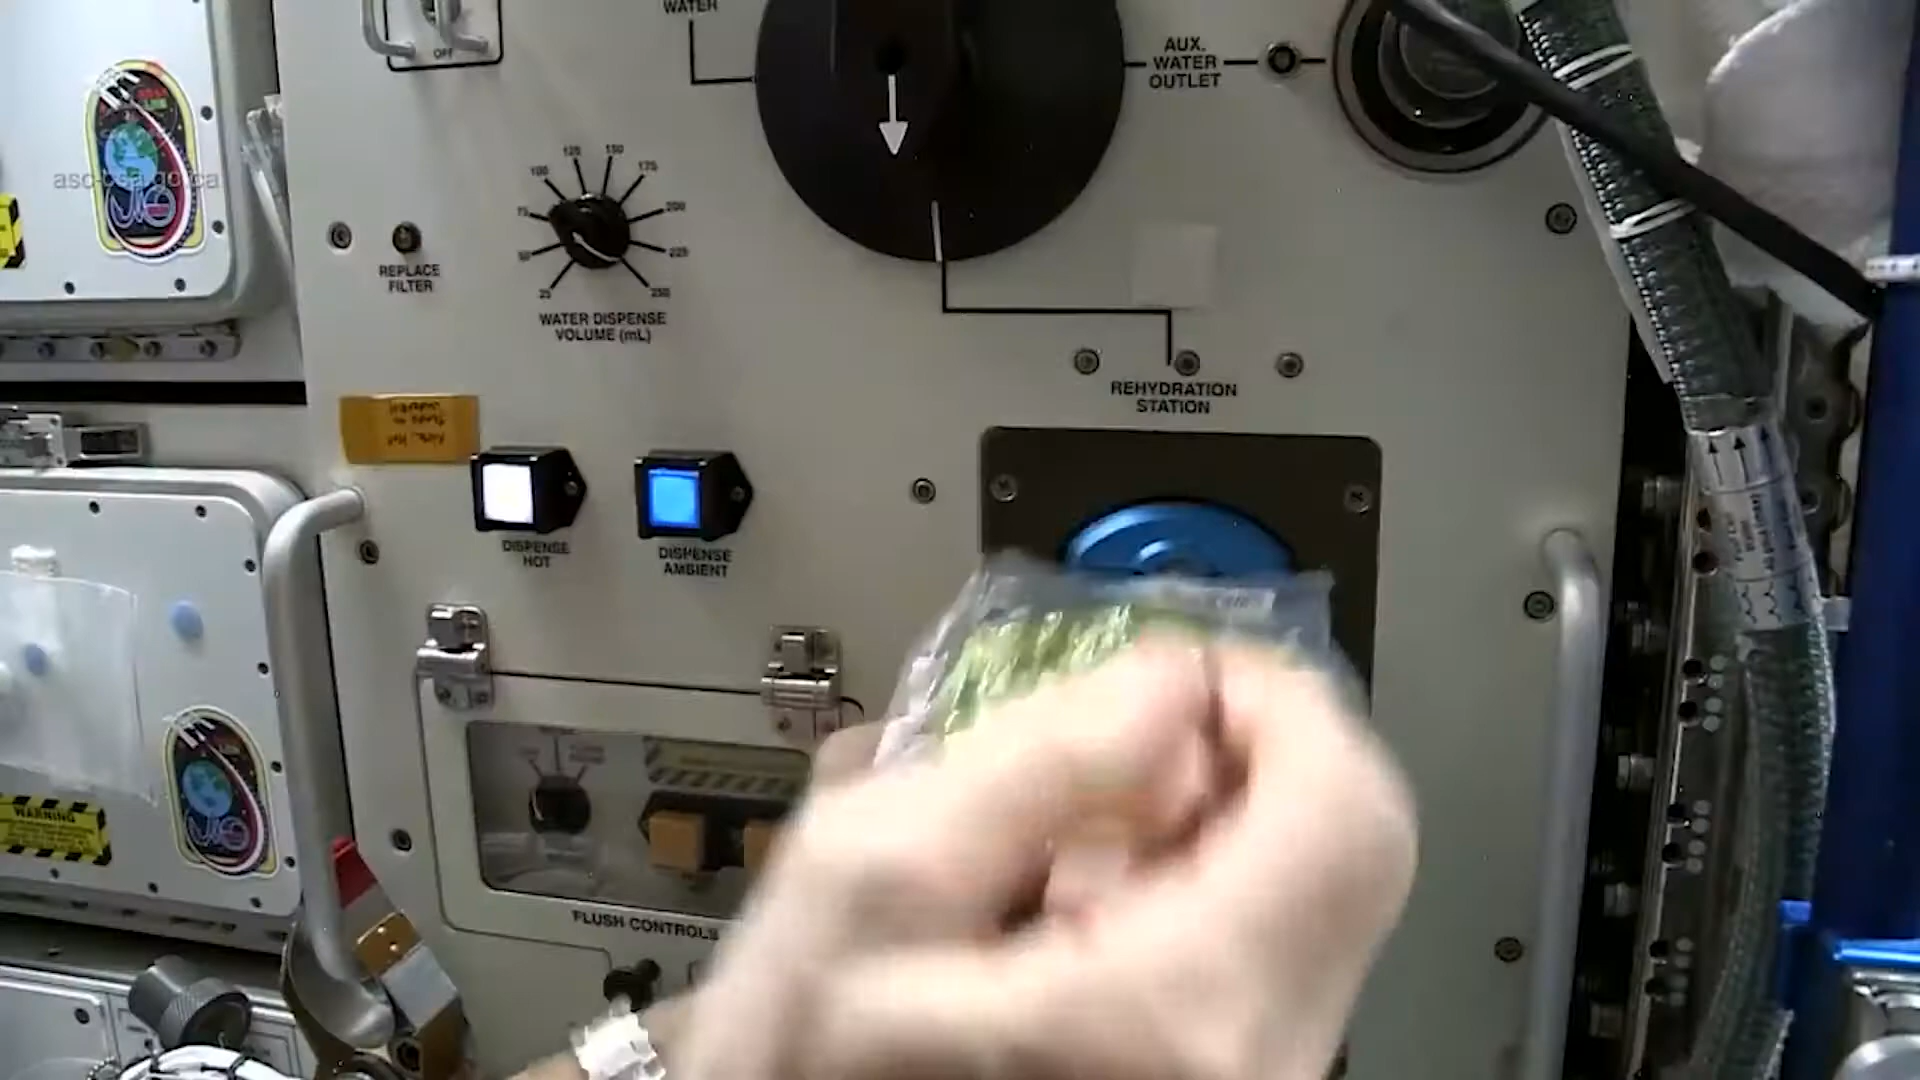 WATER
OFF
AUX.
WATER
OUTLET
asc-csa.gc.ca
100
120
150
175
75
200
50
225
25
250
REPLACE
FILTER
WATER DISPENSE
VOLUME (mL)
REHYDRATION
STATION
DISPENSE
HOT
DISPENSE
AMBIENT
WARNING
FLUSH CONTROLS